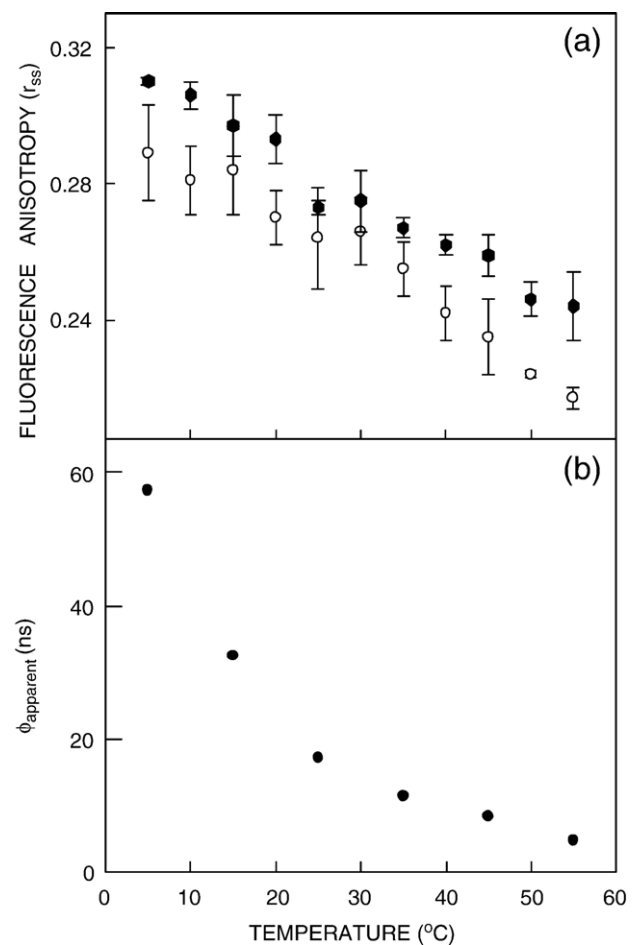 (a)
0.32
0.28
0.24
FLUORESCENCE ANISOTROPY (rss)
(b)
60
40
20
0
ϕapparent (ns)
0 10 20 30 40 50 60
TEMPERATURE (oC)